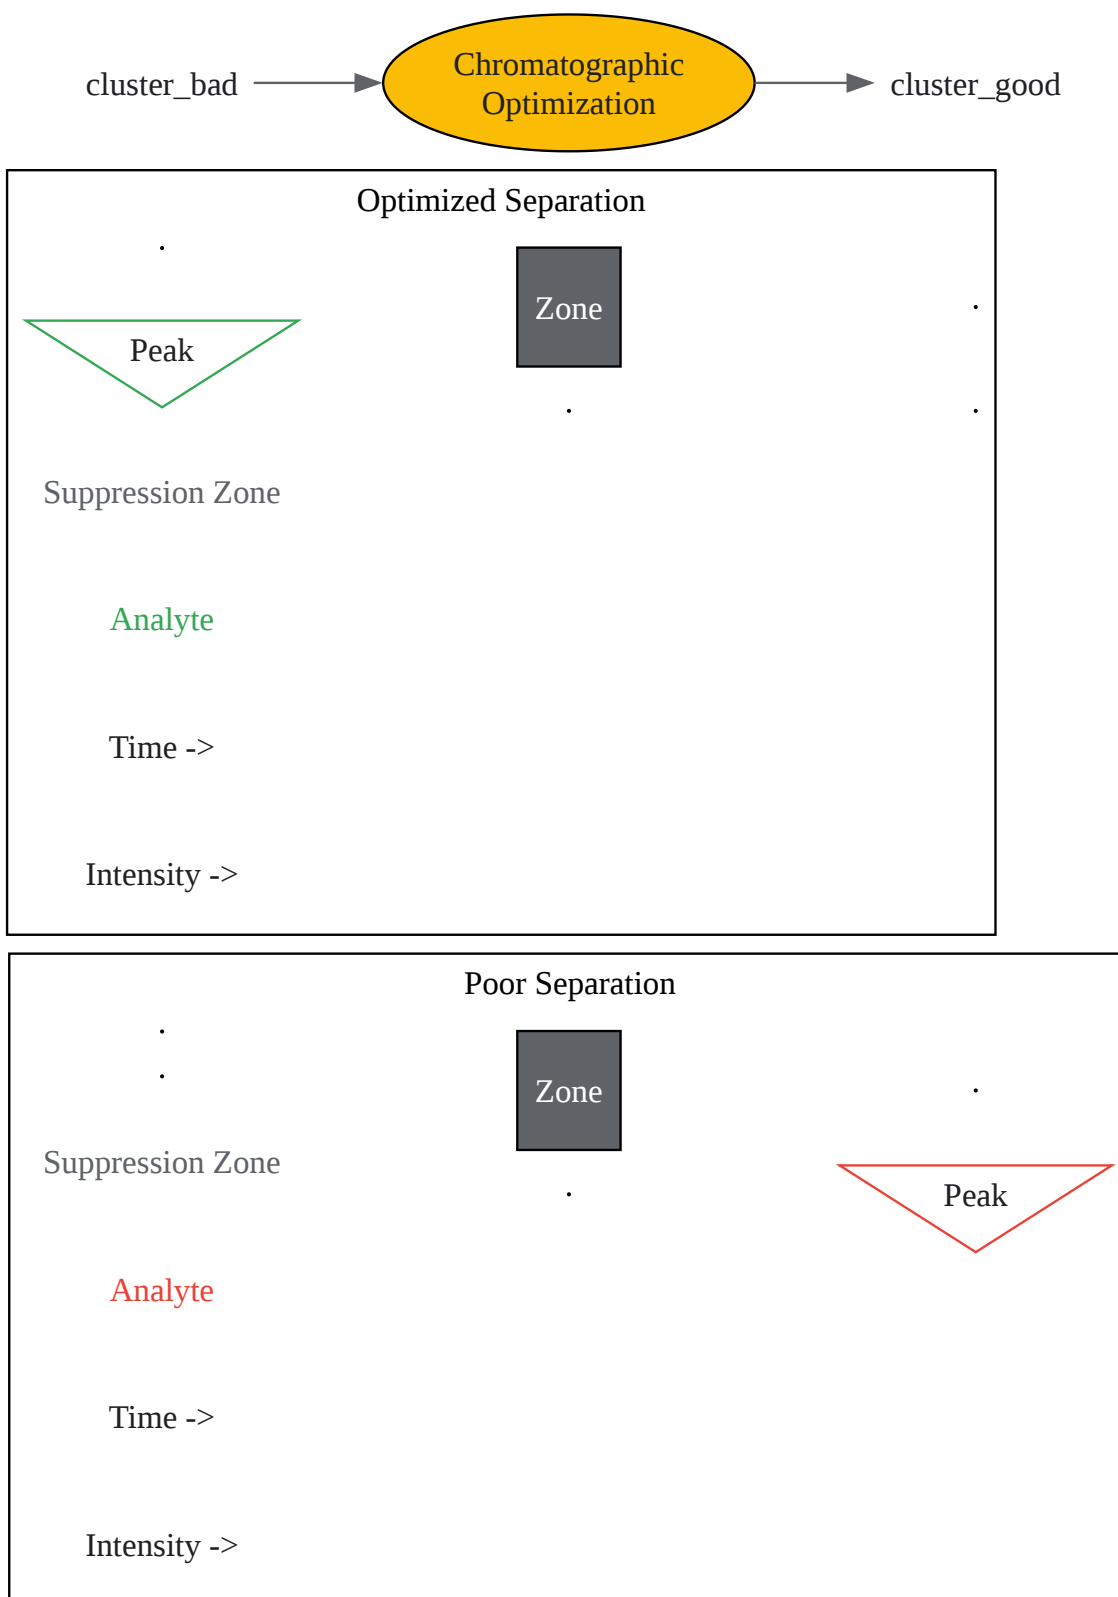 cluster_bad
Chromatographic
Optimization
cluster_good
Optimized Separation
Zone
Peak
Suppression Zone
Analyte
Time ->
Intensity ->
Poor Separation
Zone
Suppression Zone
Peak
Analyte
Time ->
Intensity ->